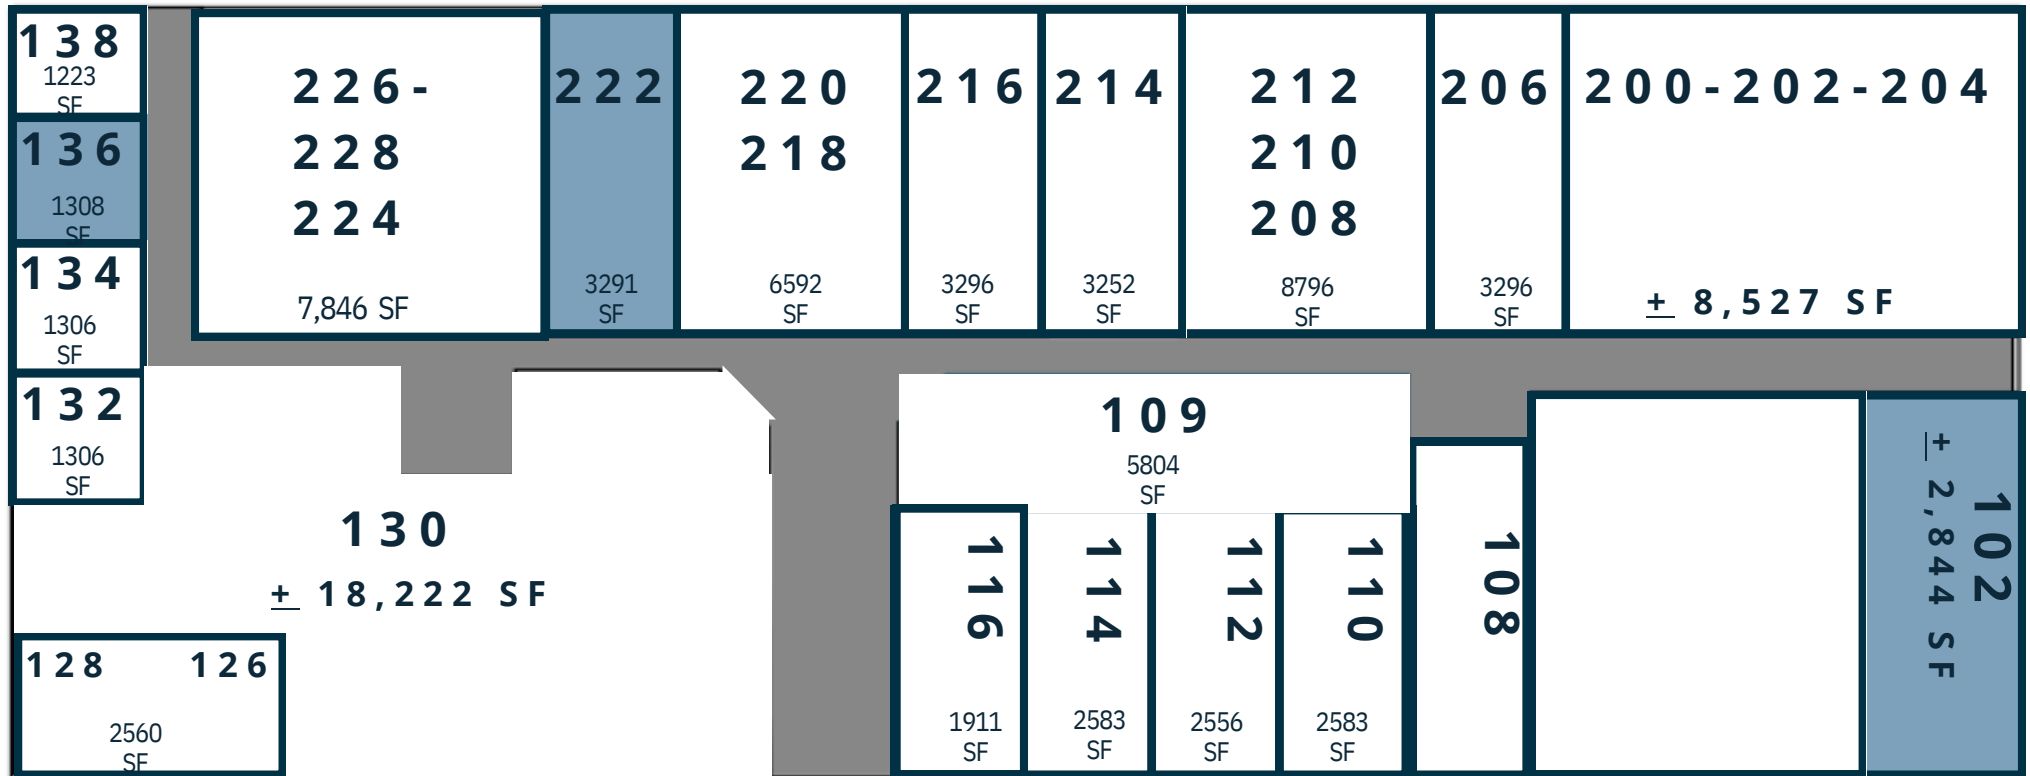 138
1223
SF
136
1308
SF
134
1306
SF
132
1306
SF
226-
228
224
7,846 SF
222
3291
SF
220
218
6592
SF
216
3296
SF
214
3252
SF
212
210
208
8796
SF
206
3296
SF
200-202-204
+ 8,527 SF
130
+ 18,222 SF
128 126
2560
SF
109
5804
SF
116
1911
SF
114
2583
SF
112
2556
SF
110
2583
SF
108
102
+ 2,844 SF